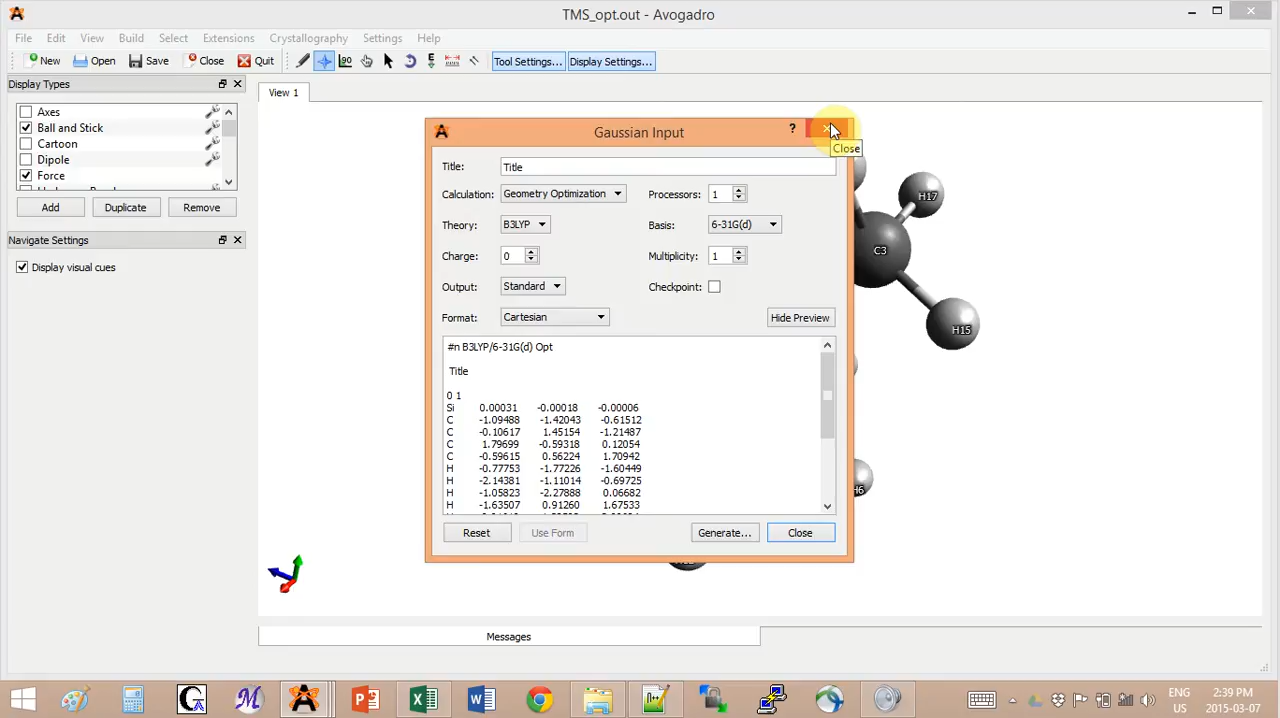 TMS_opt.out - Avogadro
File Edit View Build Select Extensions Crystallography Settings Help
New Open Save Close Quit Tool Settings... Display Settings...
Display Types
View 1
Axes
Ball and Stick
Cartoon
Dipole
Force
Add Duplicate Remove
Navigate Settings
Display visual cues
Gaussian Input
?
Close
Title: Title
Calculation: Geometry Optimization Processors: 1
Theory: B3LYP Basis: 6-31G(d)
Charge: 0 Multiplicity: 1
Output: Standard Checkpoint:
Format: Cartesian Hide Preview
#n B3LYP/6-31G(d) Opt
Title
0 1
Si 0.00031 -0.00018 -0.00006
C -1.09488 -1.42043 -0.61512
C -0.10617 1.45154 -1.21487
C 1.79699 -0.59318 0.12054
C -0.59615 0.56224 1.70942
H -0.77753 -1.77226 -1.60449
H -2.14381 -1.11014 -0.69725
H -1.05823 -2.27888 0.06682
H -1.63507 0.91260 1.67533
Reset Use Form Generate... Close
H17
C3
H15
H6
Messages
ENG
US
2:39 PM
2015-03-07